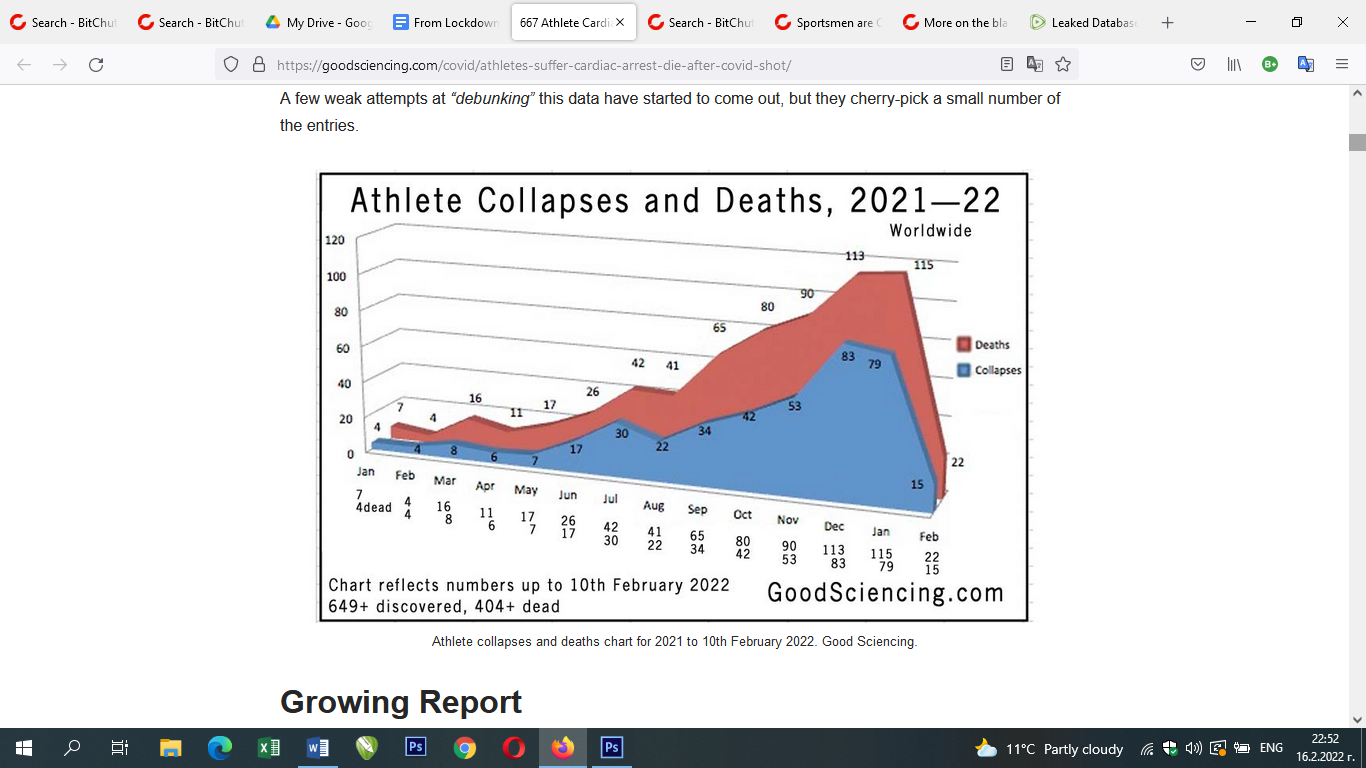 Search - BitChut
Search - BitChut
My Drive - Goog
From Lockdown
667 Athlete Cardia
Search - BitChut
Sportsmen are C
More on the bla
Leaked Database
https://goodsciencing.com/covid/athletes-suffer-cardiac-arrest-die-after-covid-shot/
B+
A few weak attempts at “debunking” this data have started to come out, but they cherry-pick a small number of
the entries.
Athlete Collapses and Deaths, 2021—22
Worldwide
120
100
80
60
40
20
0
7
4
16
11
17
26
42
41
65
80
90
113
115
22
4
4
8
6
7
17
30
22
34
42
53
83
79
15
Deaths
Collapses
Jan
Feb
Mar
Apr
May
Jun
Jul
Aug
Sep
Oct
Nov
Dec
Jan
Feb
7
4dead
4
4
16
8
11
6
17
7
26
17
42
30
41
22
65
34
80
42
90
53
113
83
115
79
22
15
Chart reflects numbers up to 10th February 2022
649+ discovered, 404+ dead
GoodSciencing.com
Athlete collapses and deaths chart for 2021 to 10th February 2022. Good Sciencing.
Growing Report
11°C Partly cloudy
ENG
22:52
16.2.2022 г.